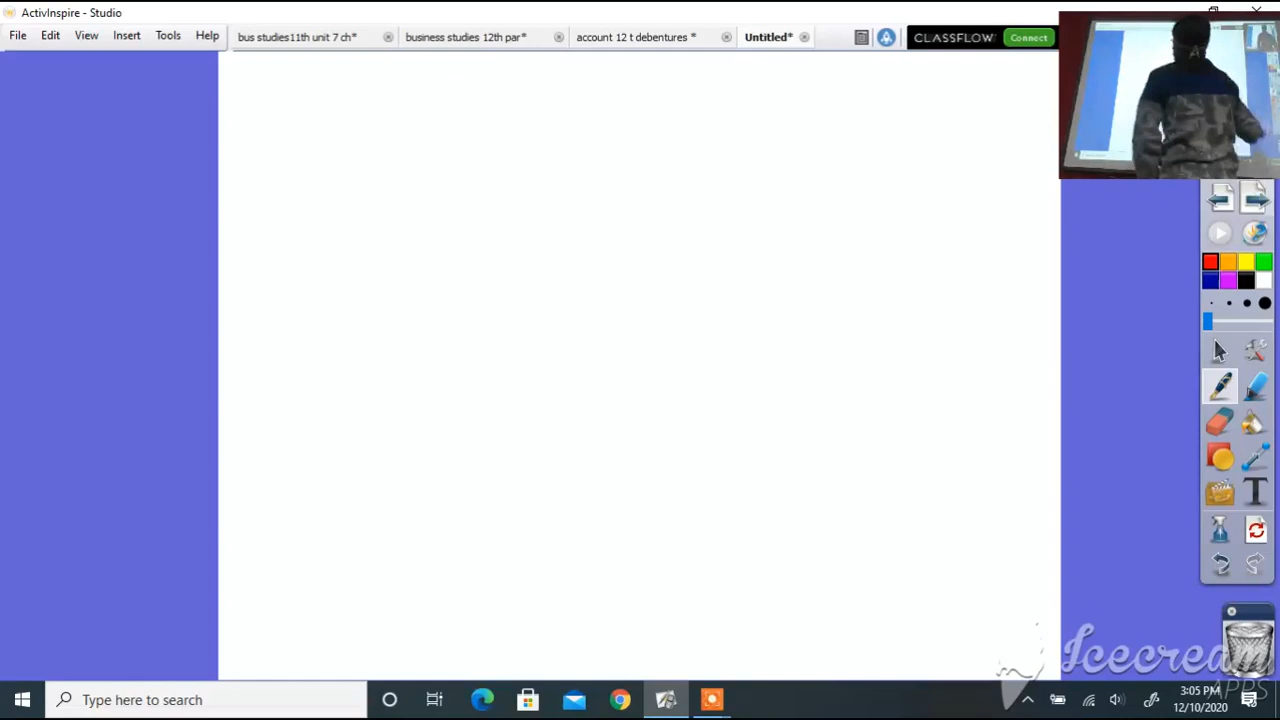 ActivInspire - Studio
File Edit View Insert Tools Help
bus studies11th unit 7 ch* business studies 12th par* account 12 t debentures * Untitled* CLASSFLOW Connect
Icecream
APPS
Type here to search
3:05 PM
12/10/2020